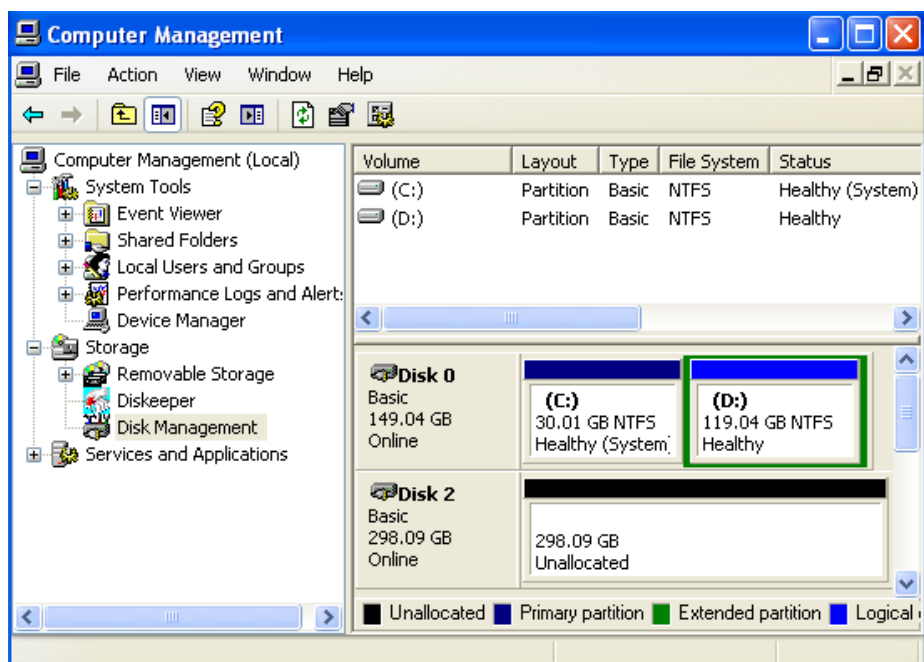 Computer Management
File Action View Window Help
Computer Management (Local)
System Tools
Event Viewer
Shared Folders
Local Users and Groups
Performance Logs and Alert:
Device Manager
Storage
Removable Storage
Diskeeper
Disk Management
Services and Applications
Volume Layout Type File System Status
(C:) Partition Basic NTFS Healthy (System)
(D:) Partition Basic NTFS Healthy
Disk 0
Basic
149.04 GB
Online
(C:)
30.01 GB NTFS
Healthy (System)
(D:)
119.04 GB NTFS
Healthy
Disk 2
Basic
298.09 GB
Online
298.09 GB
Unallocated
Unallocated Primary partition Extended partition Logical